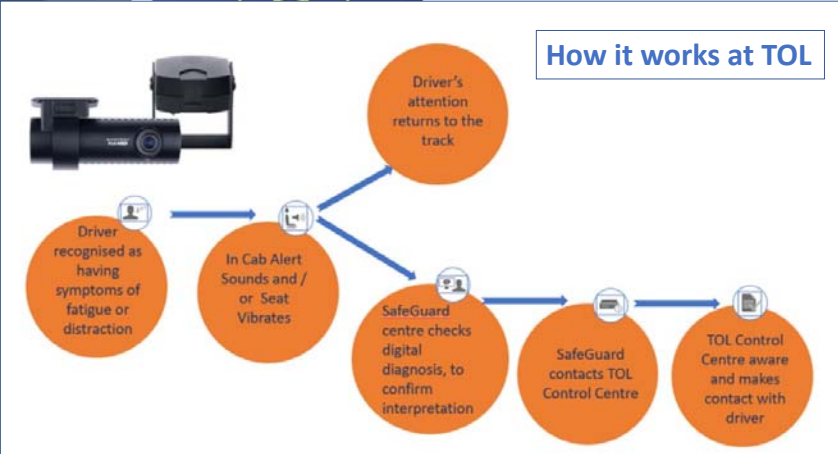 How it works at TOL
Driver's
attention
returns to the
track
Driver
recognised as
having
symptoms of
fatigue or
distraction
In Cab Alert
Sounds and /
or Seat
Vibrates
SafeGuard
centre checks
digital
diagnosis, to
confirm
interpretation
SafeGuard
contacts TOL
Control Centre
TOL Control
Centre aware
and makes
contact with
driver